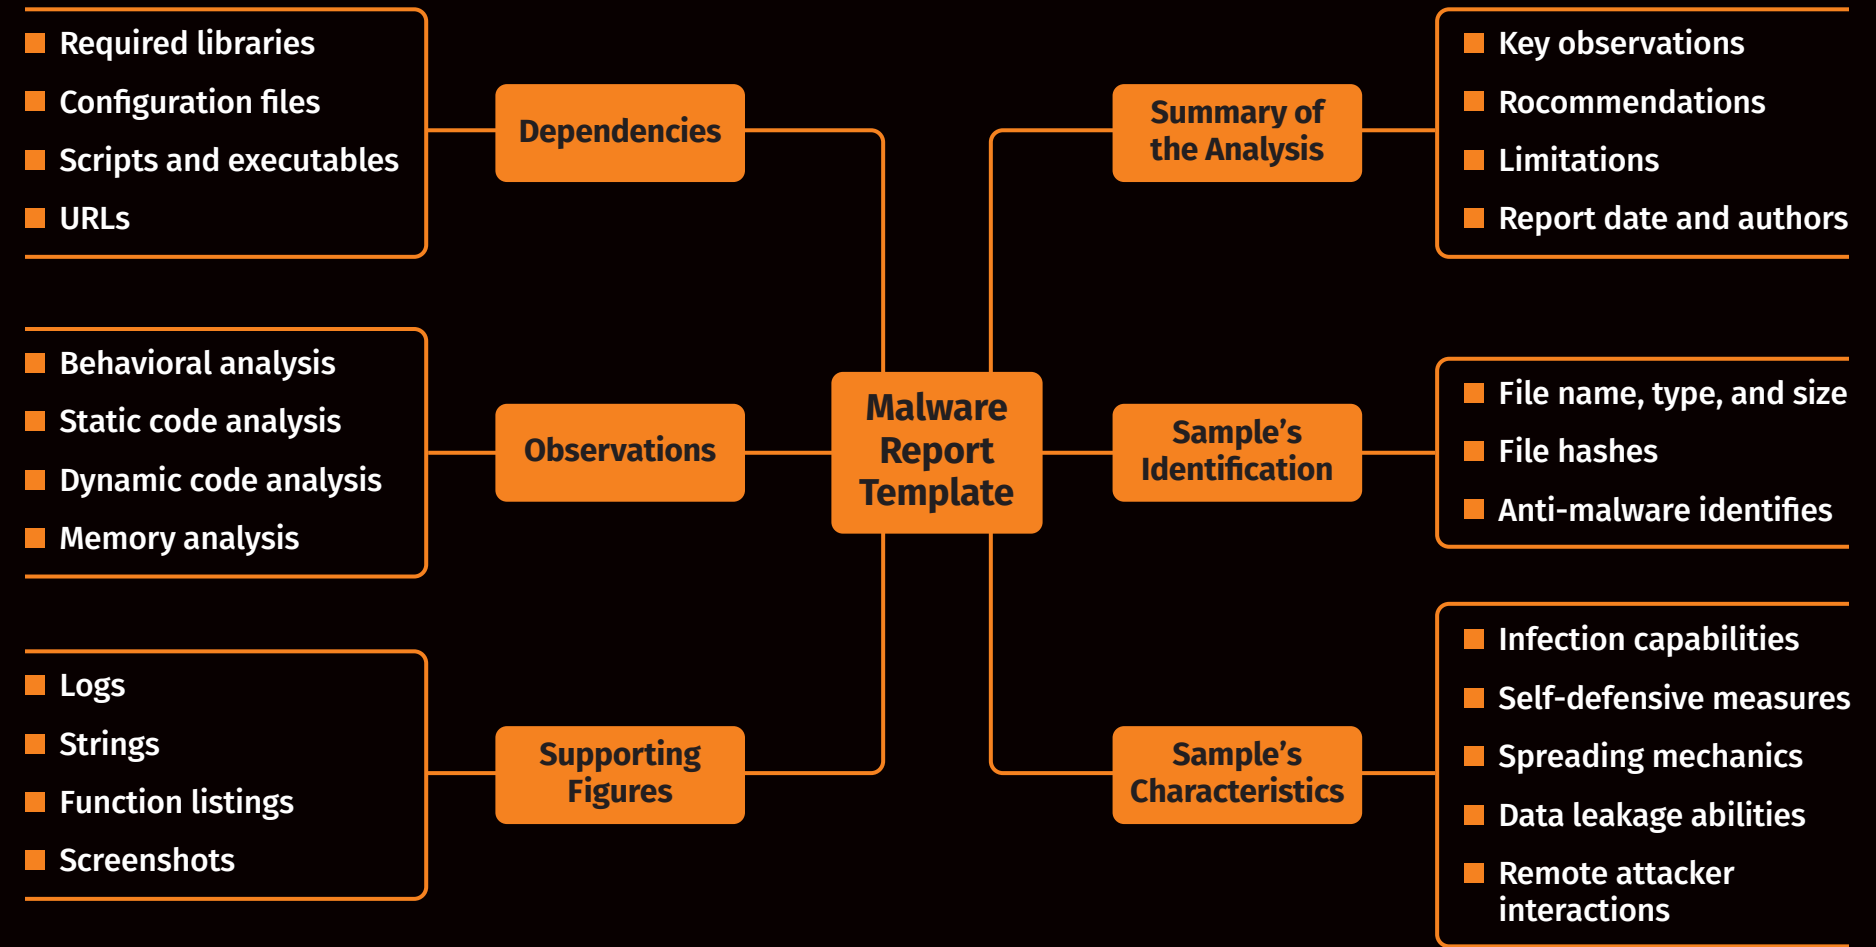 Required libraries
Configuration files
Scripts and executables
URLs
Dependencies
Behavioral analysis
Static code analysis
Dynamic code analysis
Memory analysis
Observations
Logs
Strings
Function listings
Screenshots
Supporting
Figures
Malware
Report
Template
Summary of
the Analysis
Key observations
Rocommendations
Limitations
Report date and authors
Sample’s
Identification
File name, type, and size
File hashes
Anti-malware identifies
Sample’s
Characteristics
Infection capabilities
Self-defensive measures
Spreading mechanics
Data leakage abilities
Remote attacker
interactions